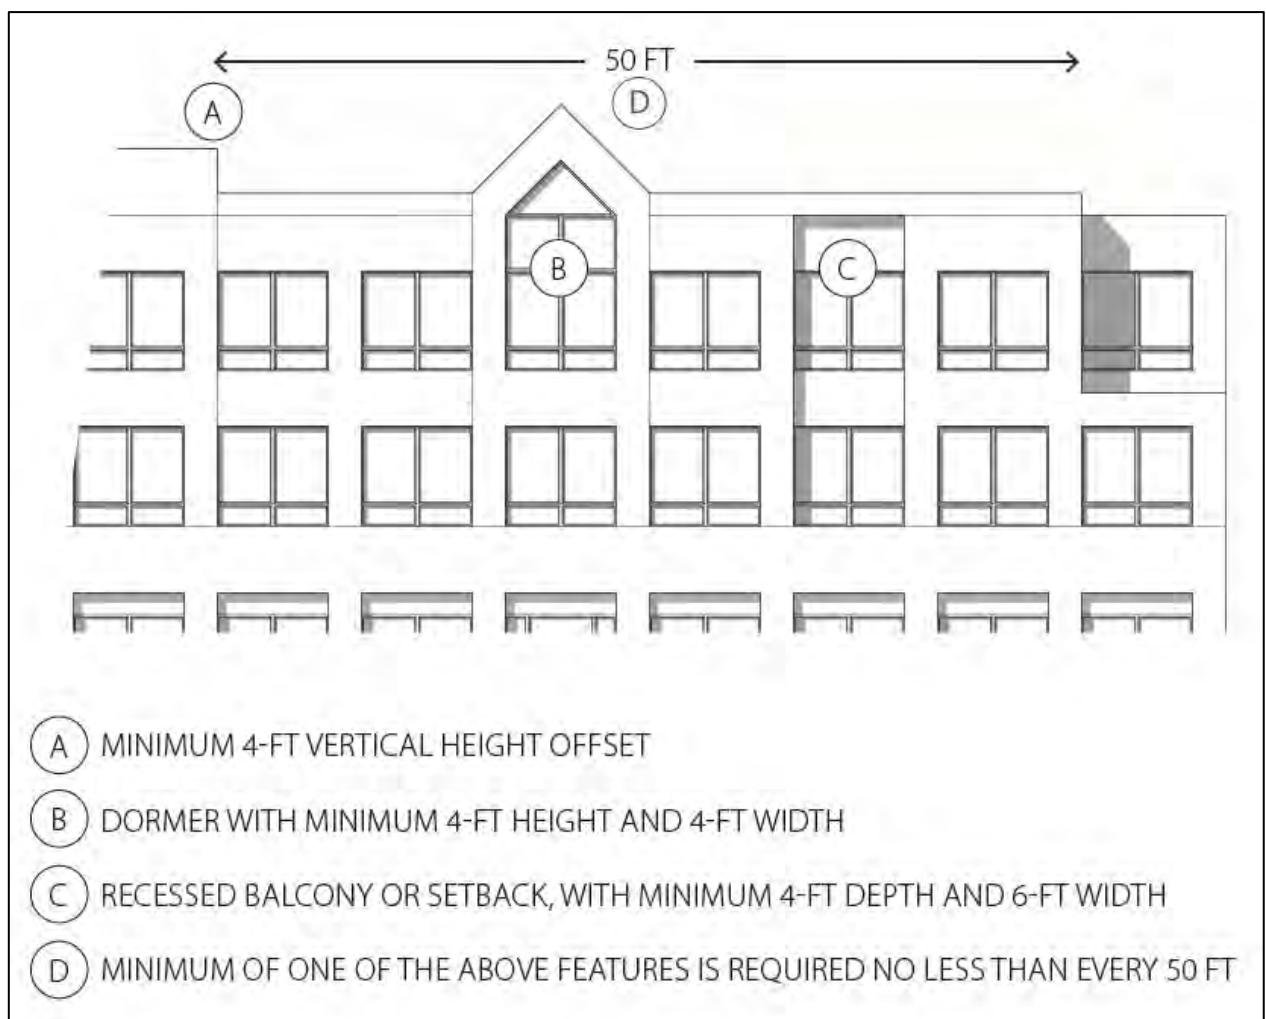 50 FT
A
D
B
C
A MINIMUM 4-FT VERTICAL HEIGHT OFFSET
B DORMER WITH MINIMUM 4-FT HEIGHT AND 4-FT WIDTH
C RECESSED BALCONY OR SETBACK, WITH MINIMUM 4-FT DEPTH AND 6-FT WIDTH
D MINIMUM OF ONE OF THE ABOVE FEATURES IS REQUIRED NO LESS THAN EVERY 50 FT